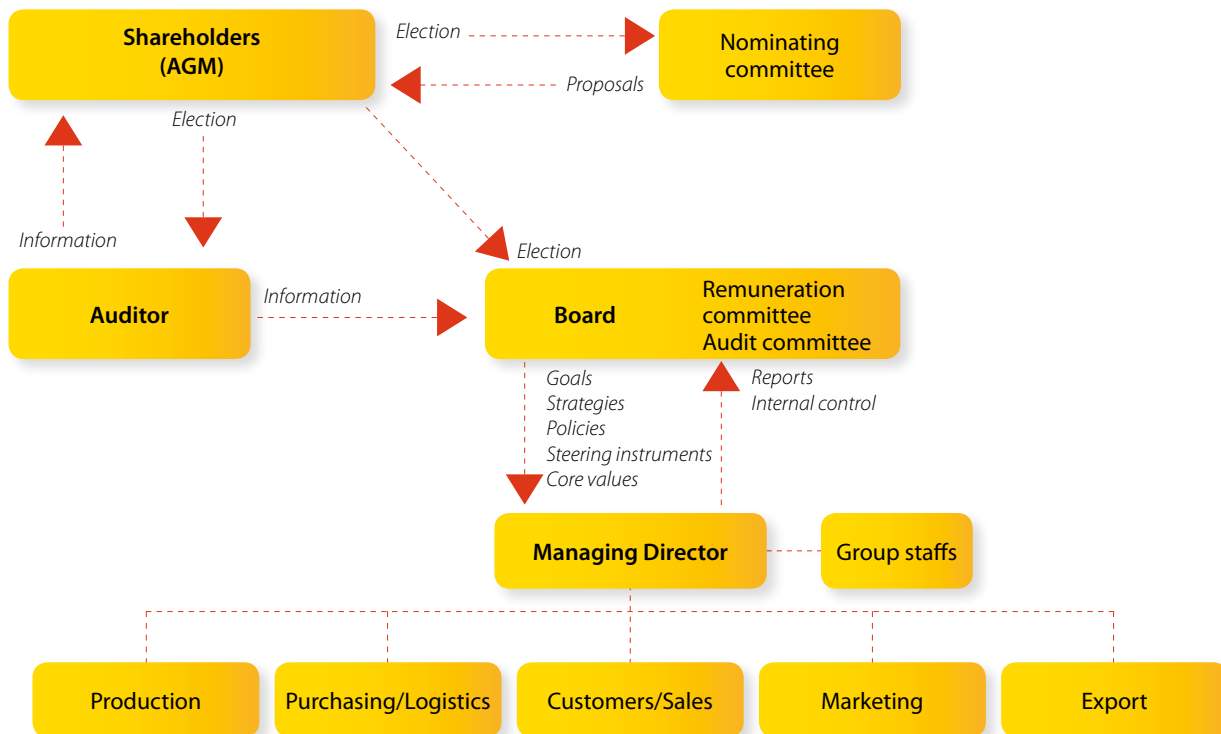 Shareholders
(AGM)
Election
Proposals
Nominating
committee
Election
Information
Election
Auditor
Information
Board
Remuneration
committee
Audit committee
Goals
Strategies
Policies
Steering instruments
Core values
Reports
Internal control
Managing Director
Group staffs
Production
Purchasing/Logistics
Customers/Sales
Marketing
Export